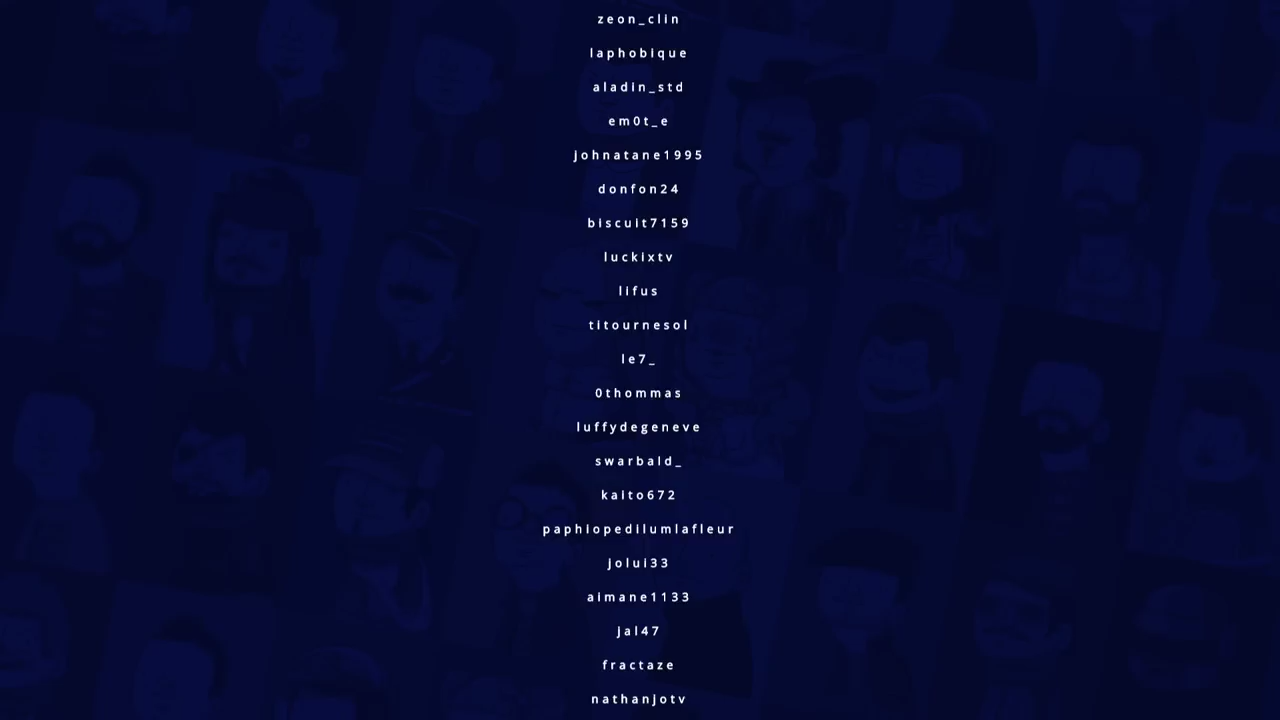 zeon_clin
laphobique
aladin_std
em0t_e
johnatane1995
donfon24
biscuit7159
luckixtv
lifus
titournesol
le7_
0thommas
luffydegeneve
swarbald_
kaito672
paphiopedilumlafleur
jolui33
aimane1133
jal47
fractaze
nathanjotv